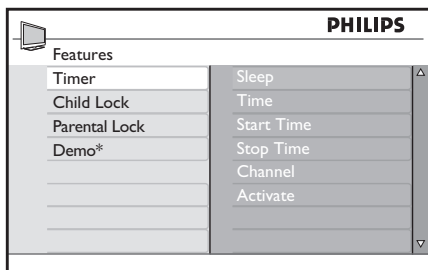 PHILIPS
Features
Timer
Child Lock
Parental Lock
Demo*
Sleep
Time
Start Time
Stop Time
Channel
Activate